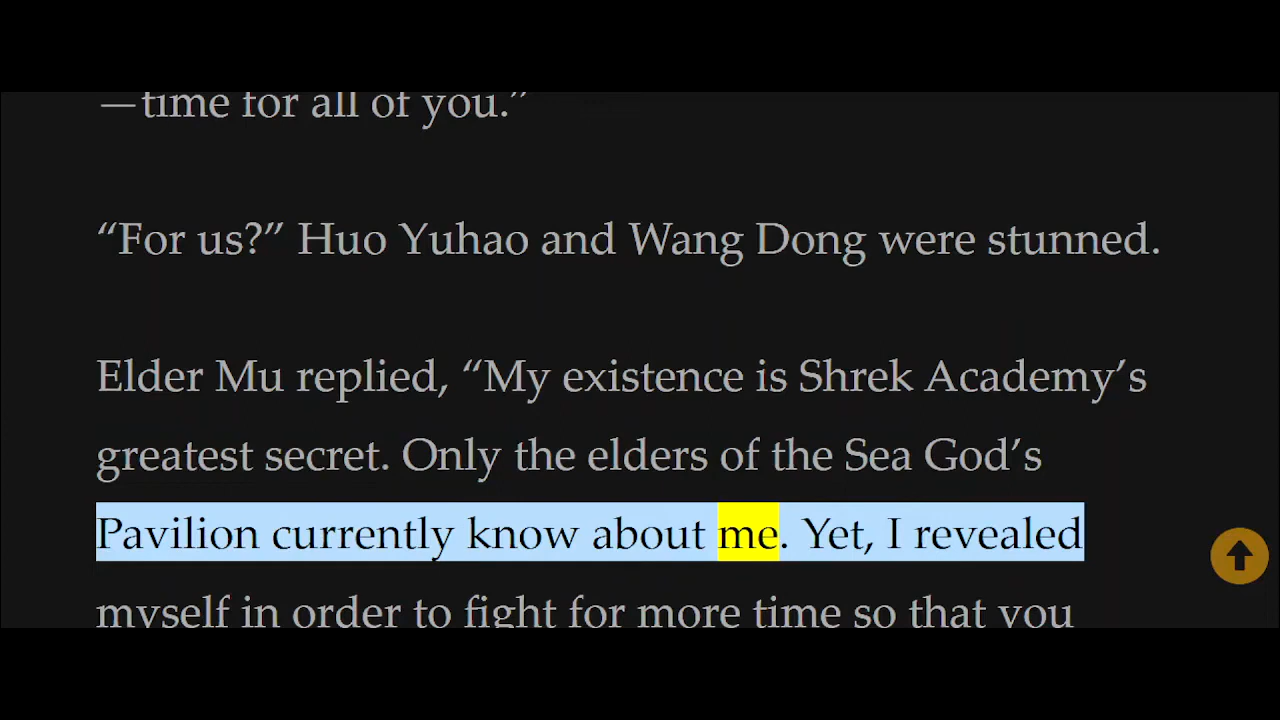 —time for all of you.”
“For us?” Huo Yuhao and Wang Dong were stunned.
Elder Mu replied, “My existence is Shrek Academy’s
greatest secret. Only the elders of the Sea God’s
Pavilion currently know about me. Yet, I revealed
myself in order to fight for more time so that you